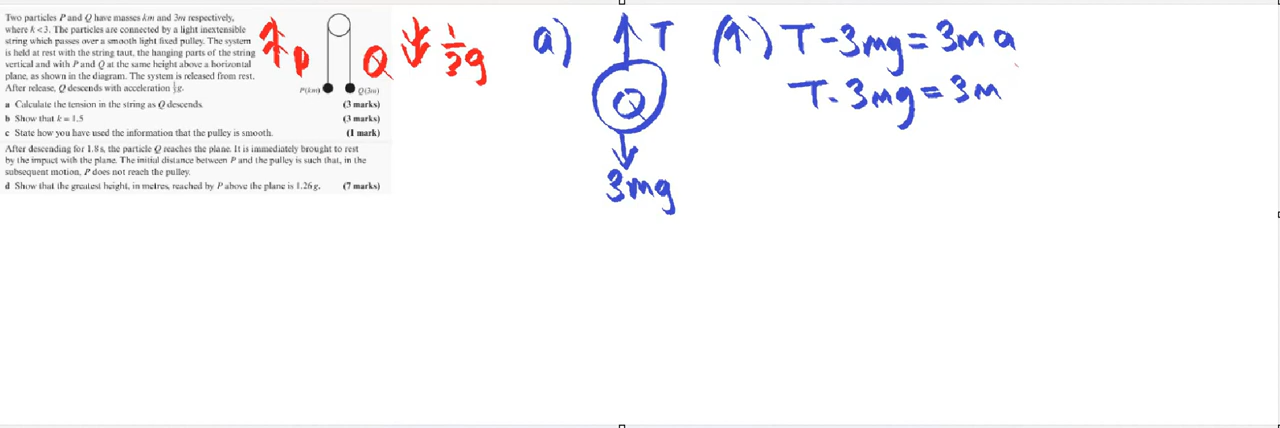 Two particles P and Q have masses km and 3m respectively,
where k < 3. The particles are connected by a light inextensible
string which passes over a smooth light fixed pulley. The system
is held at rest with the string taut, the hanging parts of the string
vertical and with P and Q at the same height above a horizontal
plane, as shown in the diagram. The system is released from rest.
After release, Q descends with acceleration 1/3 g.
a Calculate the tension in the string as Q descends. (3 marks)
b Show that k = 1.5 (3 marks)
c State how you have used the information that the pulley is smooth. (1 mark)
After descending for 1.8 s, the particle Q reaches the plane. It is immediately brought to rest
by the impact with the plane. The initial distance between P and the pulley is such that, in the
subsequent motion, P does not reach the pulley.
d Show that the greatest height, in metres, reached by P above the plane is 1.26g. (7 marks)
P(km) Q(3m)
P Q 1/3 g
a) T (↑) T - 3mg = 3m a
Q T - 3mg = 3m
3mg